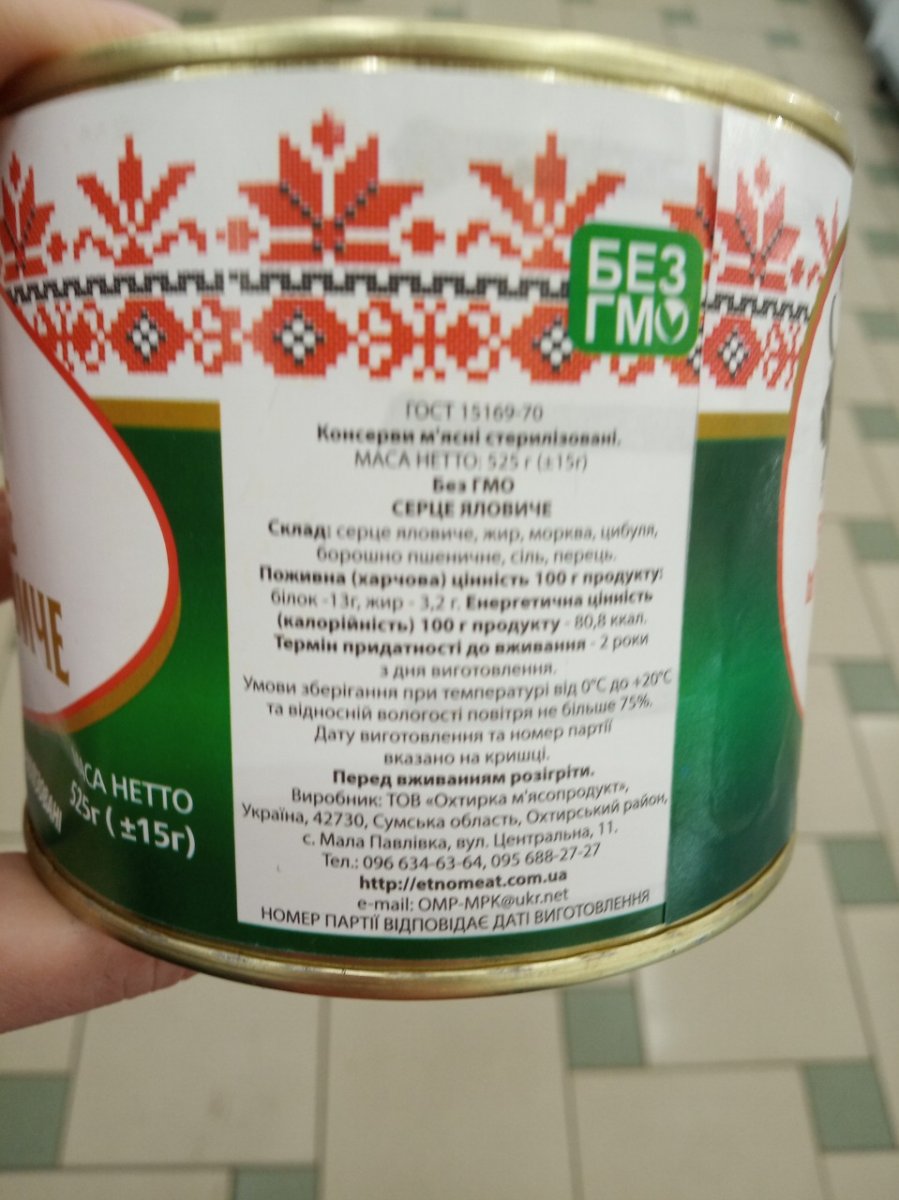 БЕЗ
ГМО
ГОСТ 15169-70
Консерви м'ясні стерилізовані.
МАСА НЕТТО: 525 г (±15г)
Без ГМО
СЕРЦЕ ЯЛОВИЧЕ
Склад: серце яловиче, жир, морква, цибуля,
борошно пшеничне, сіль, перець.
Поживна (харчова) цінність 100 г продукту:
білок -13г, жир - 3,2 г. Енергетична цінність
(калорійність) 100 г продукту - 80,8 ккал.
Термін придатності до вживання - 2 роки
з дня виготовлення.
Умови зберігання при температурі від 0°С до +20°С
та відносній вологості повітря не більше 75%.
Дату виготовлення та номер партії
вказано на кришці.
Перед вживанням розігріти.
Виробник: ТОВ «Охтирка м'ясопродукт»,
Україна, 42730, Сумська область, Охтирський район,
с. Мала Павлівка, вул. Центральна, 11.
Тел.: 096 634-63-64, 095 688-27-27
http://etnomeat.com.ua
e-mail: OMP-MPK@ukr.net
НОМЕР ПАРТІЇ ВІДПОВІДАЄ ДАТІ ВИГОТОВЛЕННЯ
МАСА НЕТТО
525г (±15г)